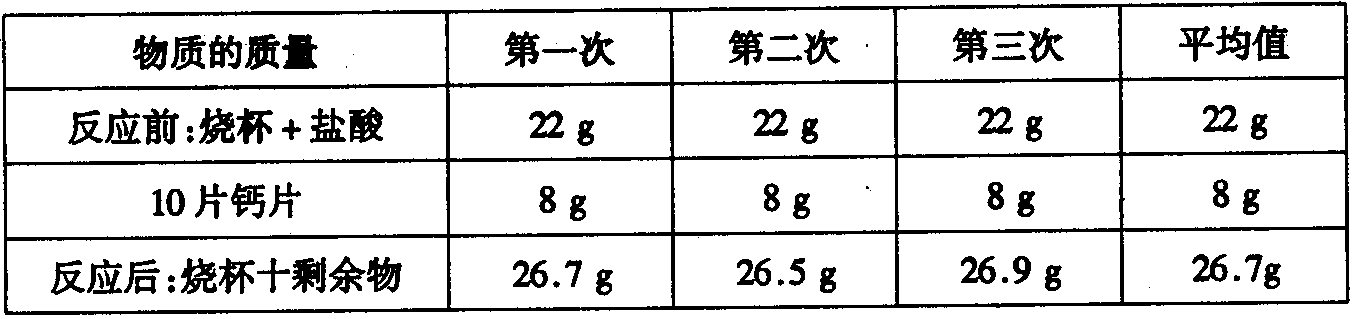 物质的质量 第一次 第二次 第三次 平均值
反应前:烧杯+盐酸 22 g 22 g 22 g 22 g
10片钙片 8 g 8 g 8 g 8 g
反应后:烧杯十剩余物 26.7 g 26.5 g 26.9 g 26.7g